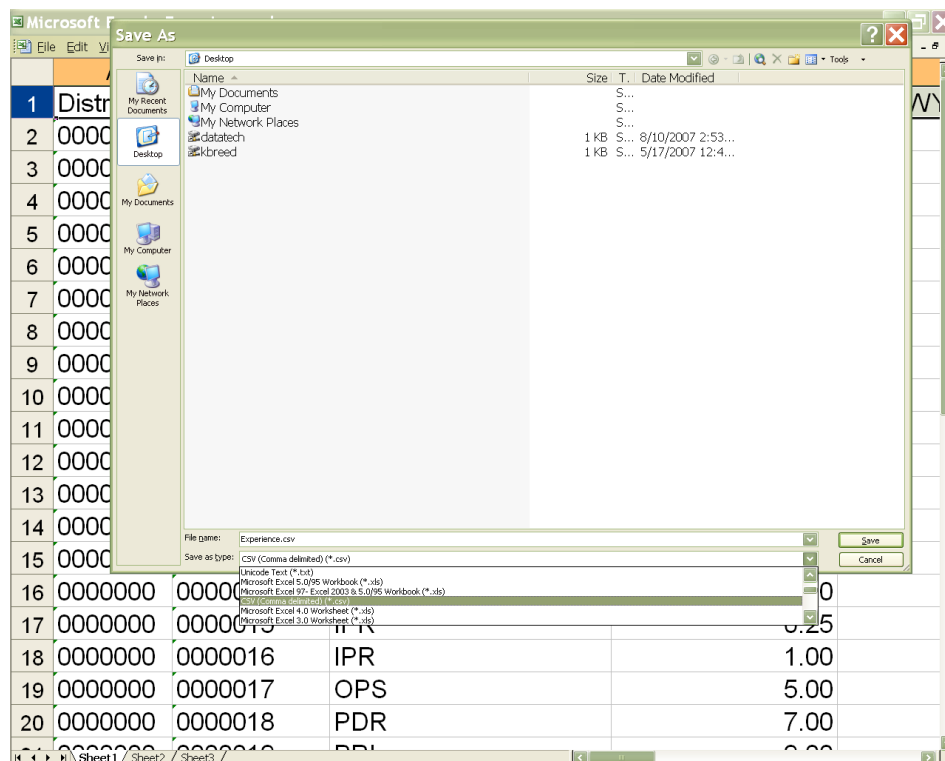 Microsoft
Save As
File Edit
Save in: Desktop Tools
Name Size T. Date Modified
My Documents S...
My Computer S...
My Network Places S...
datatech 1 KB S... 8/10/2007 2:53...
kbreed 1 KB S... 5/17/2007 12:4...
My Recent Documents
Desktop
My Documents
My Computer
My Network Places
File name: Experience.csv Save
Save as type: CSV (Comma delimited) (*.csv) Cancel
Unicode Text (*.txt)
Microsoft Excel 5.0/95 Workbook (*.xls)
Microsoft Excel 97- Excel 2003 & 5.0/95 Workbook (*.xls)
CSV (Comma delimited) (*.csv)
Microsoft Excel 4.0 Worksheet (*.xls)
Microsoft Excel 3.0 Worksheet (*.xls)
1 Distr
2 0000
3 0000
4 0000
5 0000
6 0000
7 0000
8 0000
9 0000
10 0000
11 0000
12 0000
13 0000
14 0000
15 0000
16 0000000 0000
17 0000000 0000015 IPR 0.25
18 0000000 0000016 IPR 1.00
19 0000000 0000017 OPS 5.00
20 0000000 0000018 PDR 7.00
Sheet1 / Sheet2 / Sheet3 /